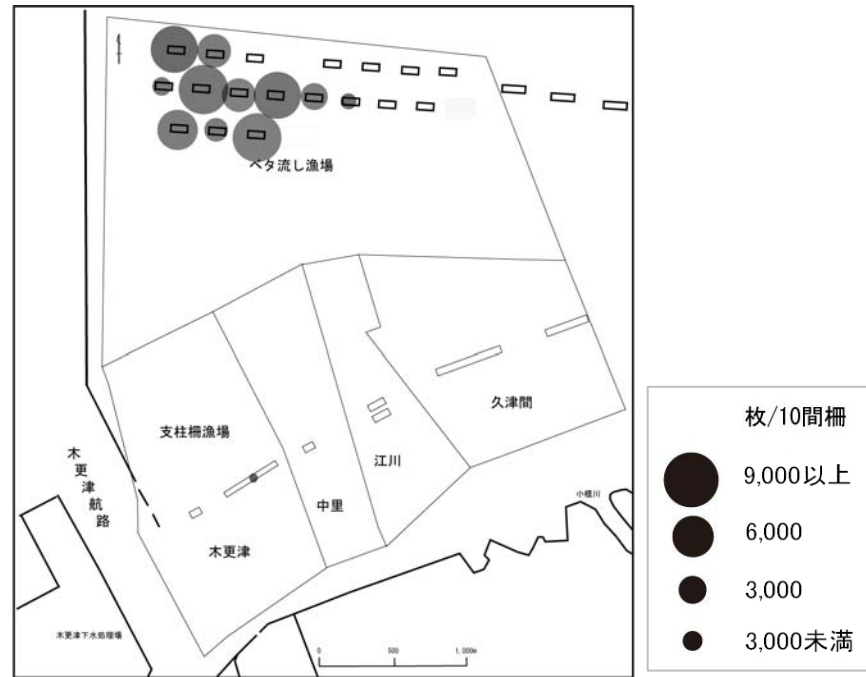 ベタ流し漁場
支柱柵漁場
久津間
江川
中里
木更津
木更津航路
小櫃川
木更津下水処理場
0 500 1,000m
枚/10間柵
9,000以上
6,000
3,000
3,000未満